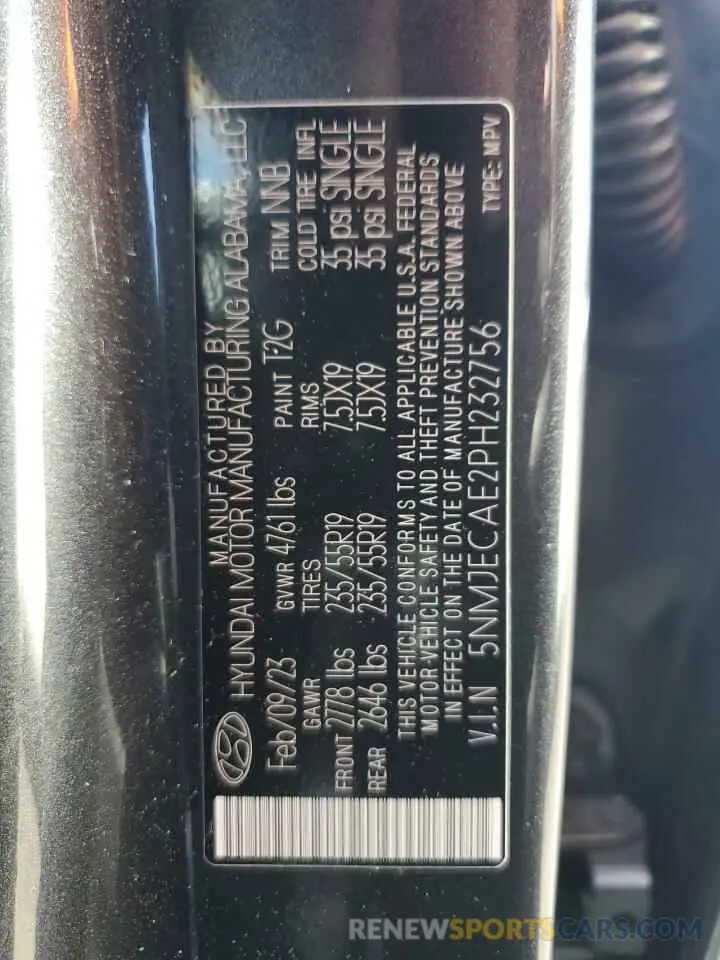 MANUFACTURED BY
HYUNDAI MOTOR MANUFACTURING ALABAMA, LLC
Feb/09/23 GVWR 4761 lbs PAINT T2G TRIM NNB
GAWR TIRES RIMS COLD TIRE INFL
FRONT 2778 lbs 235/55R19 7.5JX19 35 psi SINGLE
REAR 2646 lbs 235/55R19 7.5JX19 35 psi SINGLE
THIS VEHICLE CONFORMS TO ALL APPLICABLE U.S.A. FEDERAL
MOTOR VEHICLE SAFETY AND THEFT PREVENTION STANDARDS
IN EFFECT ON THE DATE OF MANUFACTURE SHOWN ABOVE
V.I.N 5NMJECAE2PH232756 TYPE: MPV
RENEWSPORTSCARS.COM